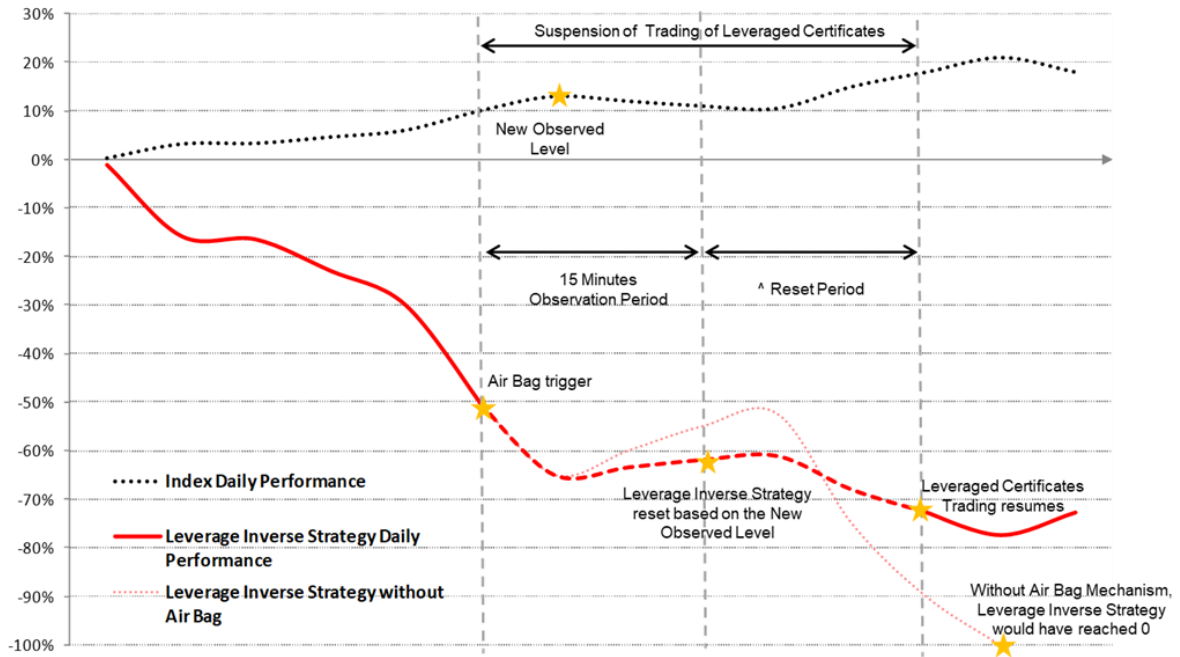 30%
20%
10%
0%
-10%
-20%
-30%
-40%
-50%
-60%
-70%
-80%
-90%
-100%
Suspension of Trading of Leveraged Certificates
New Observed
Level
15 Minutes
Observation Period
^ Reset Period
Air Bag trigger
Leverage Inverse Strategy
reset based on the New
Observed Level
Leveraged Certificates
Trading resumes
Without Air Bag Mechanism,
Leverage Inverse Strategy
would have reached 0
Index Daily Performance
Leverage Inverse Strategy Daily
Performance
Leverage Inverse Strategy without
Air Bag